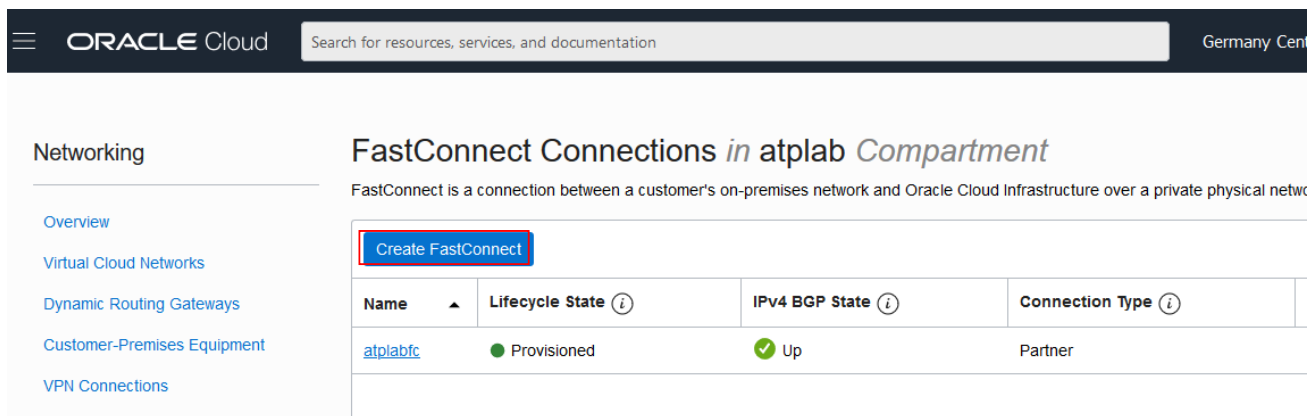 ORACLE Cloud
Search for resources, services, and documentation
Germany Cent
Networking
Overview
Virtual Cloud Networks
Dynamic Routing Gateways
Customer-Premises Equipment
VPN Connections
FastConnect Connections in atplab Compartment
FastConnect is a connection between a customer's on-premises network and Oracle Cloud Infrastructure over a private physical netwo
Create FastConnect
Name Lifecycle State i IPv4 BGP State i Connection Type i
atplabfc Provisioned Up Partner